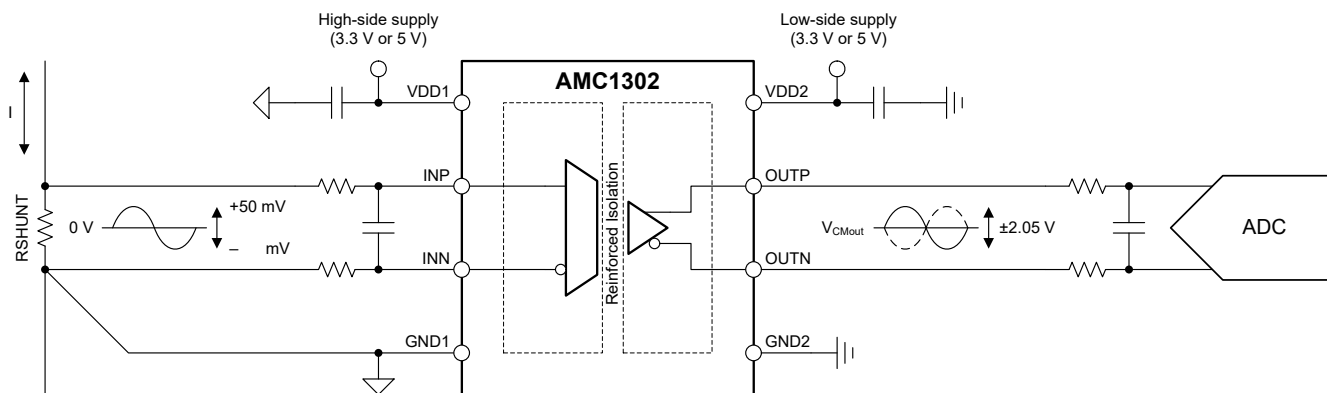 High-side supply
(3.3 V or 5 V)
Low-side supply
(3.3 V or 5 V)
AMC1302
I
VDD1
VDD2
RSHUNT
INP
Reinforced Isolation
OUTP
0 V
+50 mV
– mV
VCMout
±2.05 V
ADC
INN
OUTN
GND1
GND2